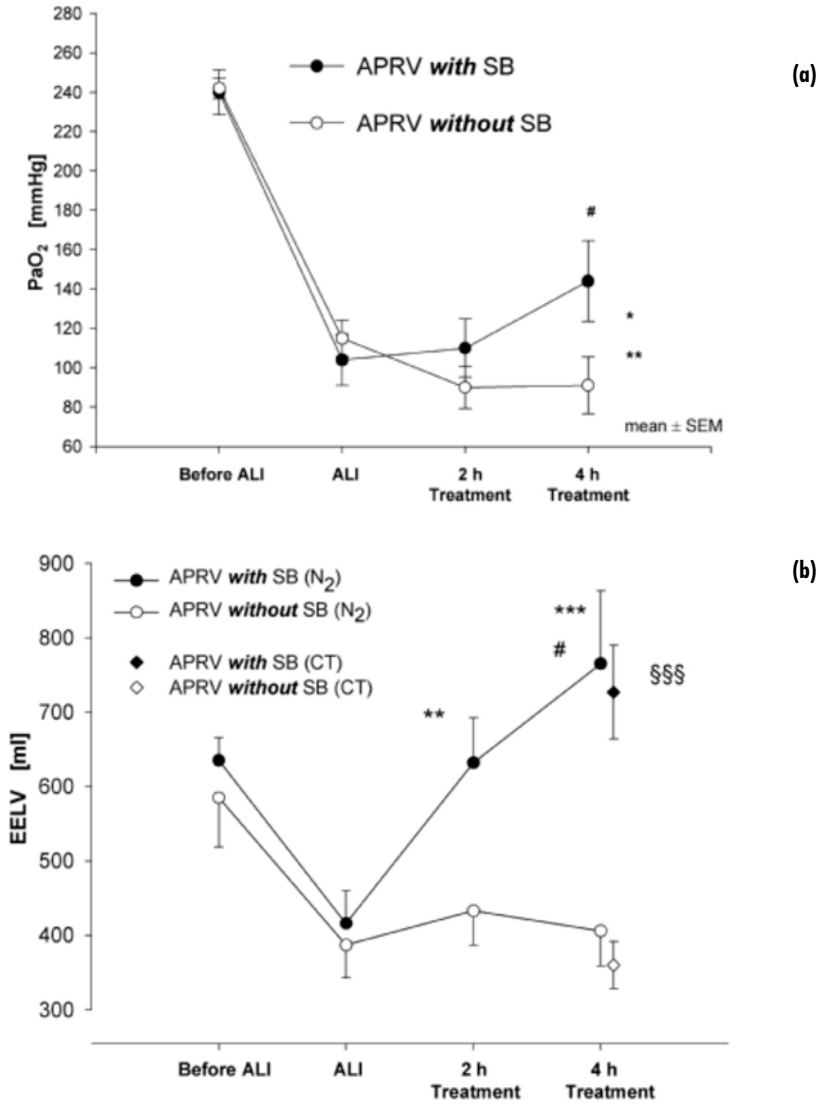 280
260
240
220
200
180
160
140
120
100
80
60
PaO₂ [mmHg]
APRV with SB
APRV without SB
(a)
#
*
**
mean ± SEM
Before ALI
ALI
2 h
Treatment
4 h
Treatment
900
800
700
600
500
400
300
EELV [ml]
APRV with SB (N₂)
APRV without SB (N₂)
APRV with SB (CT)
APRV without SB (CT)
(b)
**
***
#
§§§
Before ALI
ALI
2 h
Treatment
4 h
Treatment